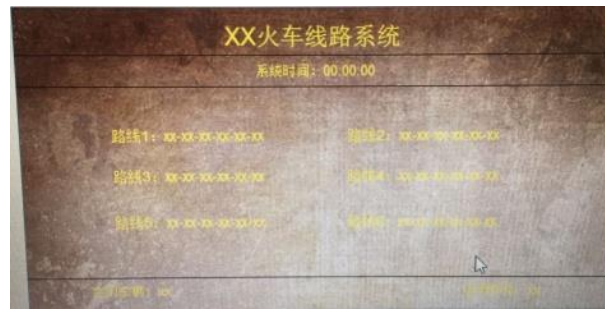 XX火车线路系统
系统时间：00:00:00
路线1：xx-xx-xx-xx-xx-xx 路线2：xx-xx-xx-xx-xx-xx
路线3：xx-xx-xx-xx-xx-xx 路线4：xx-xx-xx-xx-xx-xx
路线5：xx-xx-xx-xx-xx-xx 路线6：xx-xx-xx-xx-xx-xx
xx xx